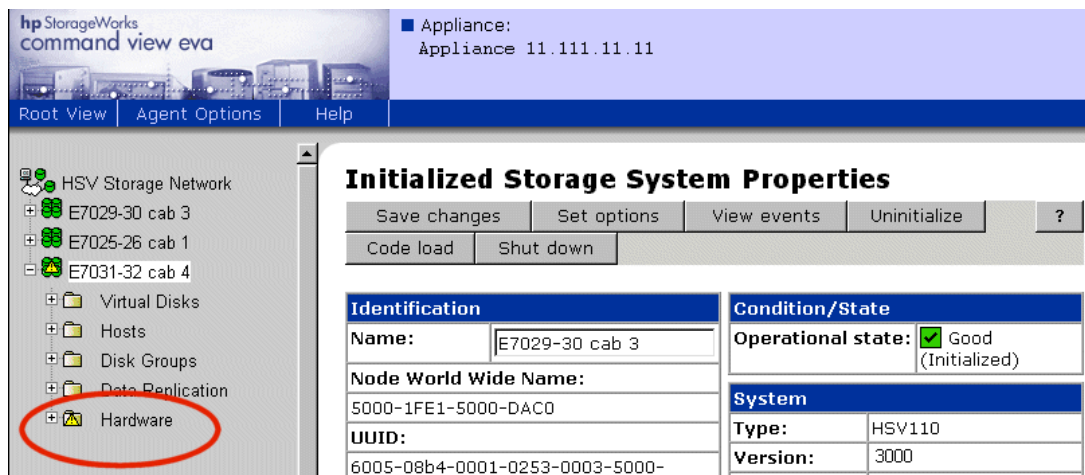 hp StorageWorks
command view eva
Appliance:
Appliance 11.111.11.11
Root View Agent Options Help
HSV Storage Network
E7029-30 cab 3
E7025-26 cab 1
E7031-32 cab 4
Virtual Disks
Hosts
Disk Groups
Data Replication
Hardware
Initialized Storage System Properties
Save changes Set options View events Uninitialize ?
Code load Shut down
Identification
Name: E7029-30 cab 3
Node World Wide Name:
5000-1FE1-5000-DAC0
UUID:
6005-08b4-0001-0253-0003-5000-
Condition/State
Operational state: Good
(Initialized)
System
Type: HSV110
Version: 3000